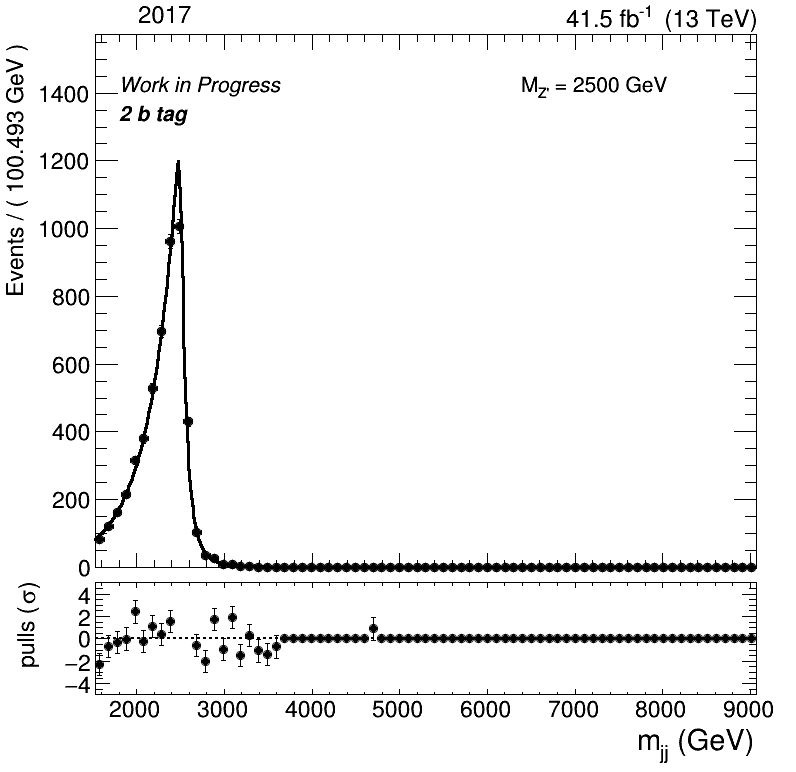 2017 41.5 fb⁻¹ (13 TeV)
Events / ( 100.493 GeV )
Work in Progress
2 b tag
M_Z' = 2500 GeV
1400
1200
1000
800
600
400
200
0
pulls (σ)
4
2
0
−2
−4
2000 3000 4000 5000 6000 7000 8000 9000
m_jj (GeV)